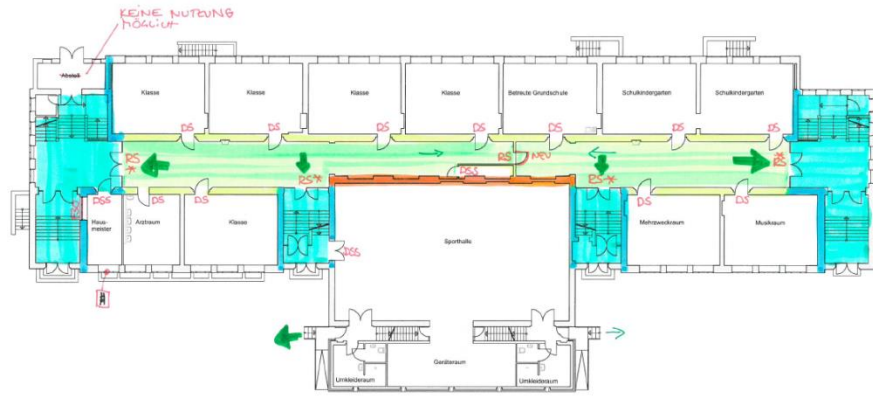 KEINE NUTZUNG
MÖGLICH
Abstell
Klasse
Klasse
Klasse
Klasse
Betreute Grundschule
Schulkindergarten
Schulkindergarten
DS
DS
DS
DS
DS
DS
DS
RS
*
RS*
RS
NEU
DSS
RS*
RS
*
DSS
DS
DS
DS
DS
Haus-
meister
Arztraum
Klasse
DSS
Sporthalle
Mehrzweckraum
Musikraum
Geräteraum
Umkleideraum
Umkleideraum